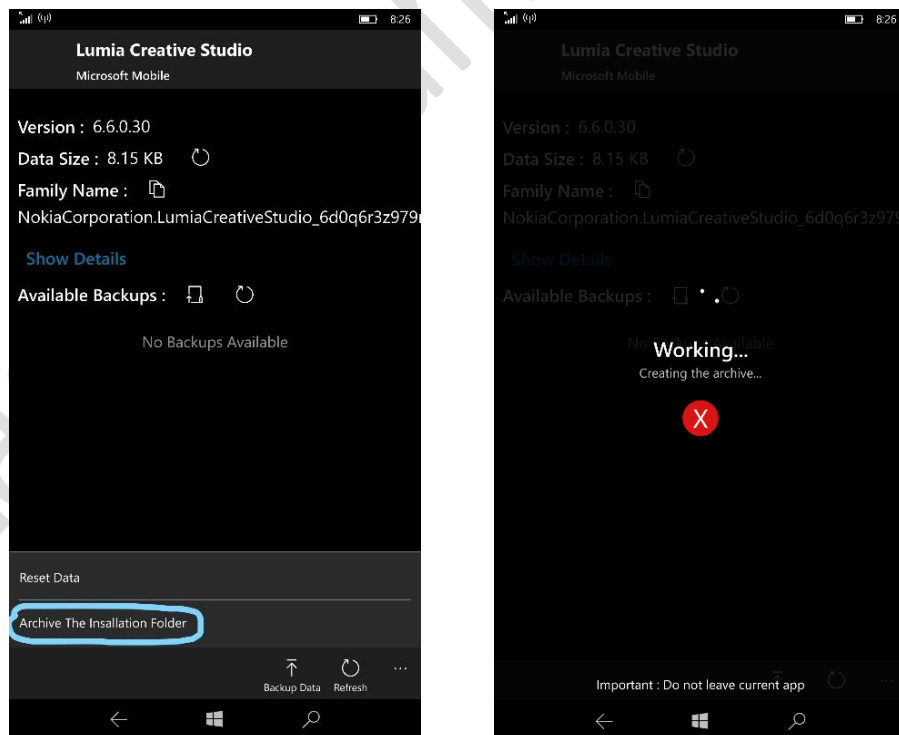 8:26
Lumia Creative Studio
Microsoft Mobile
Version : 6.6.0.30
Data Size : 8.15 KB
Family Name :
NokiaCorporation.LumiaCreativeStudio_6d0q6r3z979
Show Details
Available Backups :
No Backups Available
Reset Data
Archive The Insallation Folder
Backup Data Refresh
8:26
Lumia Creative Studio
Microsoft Mobile
Version : 6.6.0.30
Data Size : 8.15 KB
Family Name :
NokiaCorporation.LumiaCreativeStudio_6d0q6r3z979
Show Details
Available Backups :
No Available
Working...
Creating the archive...
X
Important : Do not leave current app